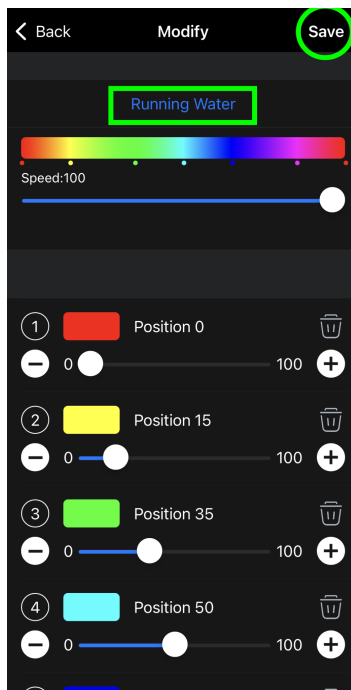 Back Modify Save
Running Water
Speed:100
1 Position 0
0 100
2 Position 15
0 100
3 Position 35
0 100
4 Position 50
0 100